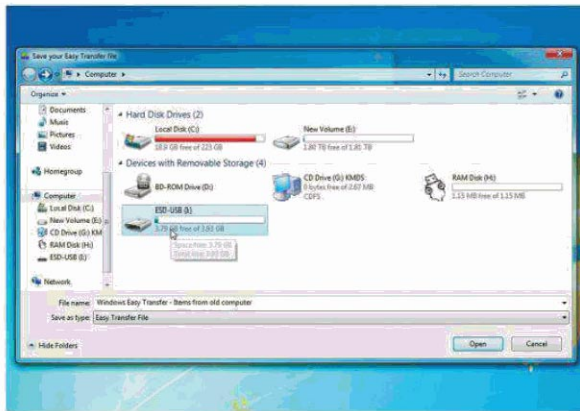 Save your Easy Transfer file
Computer
Search Computer
Organize
Documents
Music
Pictures
Videos
Homegroup
Computer
Local Disk (C:)
New Volume (E:)
CD Drive (G:) KM
RAM Disk (H:)
ESD-USB (I:)
Network
Hard Disk Drives (2)
Local Disk (C:)
18.9 GB free of 223 GB
New Volume (E:)
1.80 TB free of 1.81 TB
Devices with Removable Storage (4)
BD-ROM Drive (D:)
CD Drive (G:) KMDS
0 bytes free of 2.67 MB
CDFS
RAM Disk (H:)
1.15 MB free of 1.15 MB
ESD-USB (I:)
3.79 GB free of 3.93 GB
Space free: 3.79 GB
Total size: 3.93 GB
File name: Windows Easy Transfer - Items from old computer
Save as type: Easy Transfer File
Hide Folders
Open
Cancel